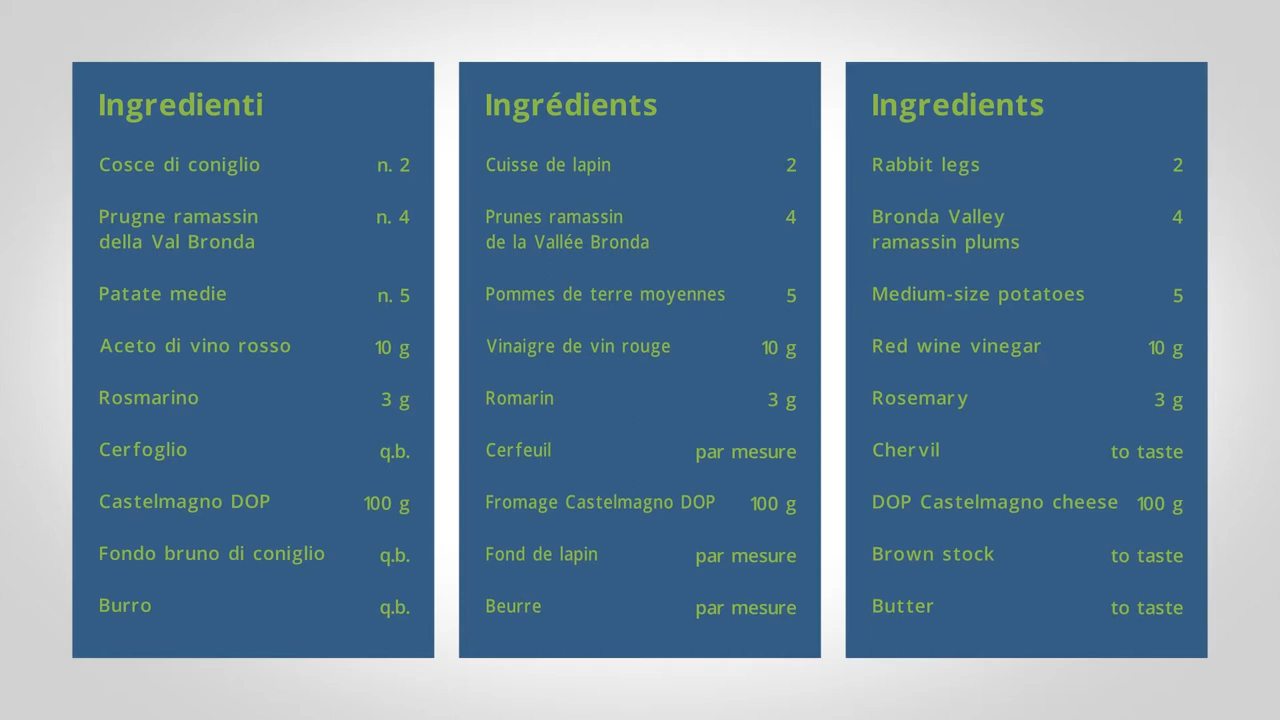 Ingredienti
Cosce di coniglio n. 2
Prugne ramassin n. 4
della Val Bronda
Patate medie n. 5
Aceto di vino rosso 10 g
Rosmarino 3 g
Cerfoglio q.b.
Castelmagno DOP 100 g
Fondo bruno di coniglio q.b.
Burro q.b.
Ingrédients
Cuisse de lapin 2
Prunes ramassin 4
de la Vallée Bronda
Pommes de terre moyennes 5
Vinaigre de vin rouge 10 g
Romarin 3 g
Cerfeuil par mesure
Fromage Castelmagno DOP 100 g
Fond de lapin par mesure
Beurre par mesure
Ingredients
Rabbit legs 2
Bronda Valley 4
ramassin plums
Medium-size potatoes 5
Red wine vinegar 10 g
Rosemary 3 g
Chervil to taste
DOP Castelmagno cheese 100 g
Brown stock to taste
Butter to taste